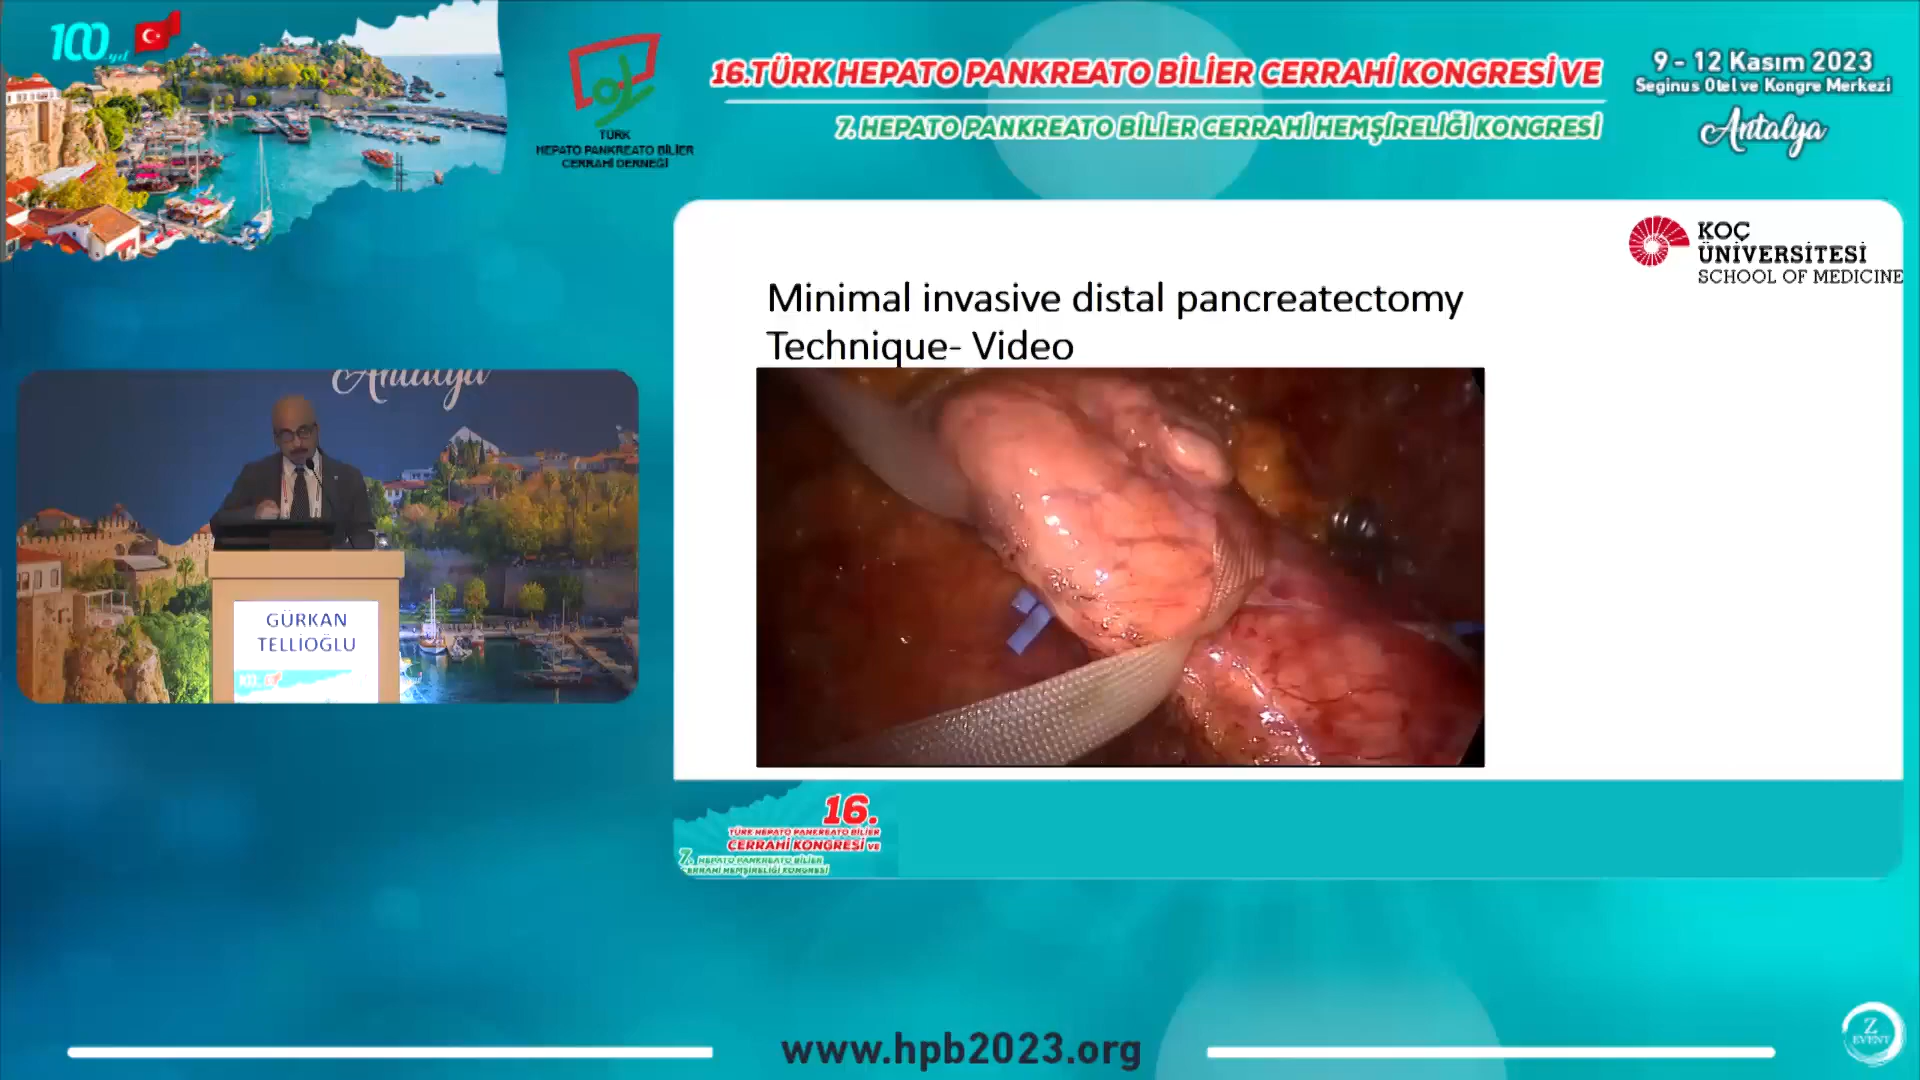 100.yıl
TÜRK
HEPATO PANKREATO BİLİER
CERRAHİ DERNEĞİ
16.TÜRK HEPATO PANKREATO BİLİER CERRAHİ KONGRESİ VE
7. HEPATO PANKREATO BİLİER CERRAHİ HEMŞİRELİĞİ KONGRESİ
9 - 12 Kasım 2023
Seginus Otel ve Kongre Merkezi
Antalya
KOÇ
ÜNİVERSİTESİ
SCHOOL OF MEDICINE
Minimal invasive distal pancreatectomy
Technique- Video
Antalya
GÜRKAN
TELLİOĞLU
16.
TÜRK HEPATO PANKREATO BİLİER
CERRAHİ KONGRESİ VE
7. HEPATO PANKREATO BİLİER
CERRAHİ HEMŞİRELİĞİ KONGRESİ
www.hpb2023.org
Z
EVENT